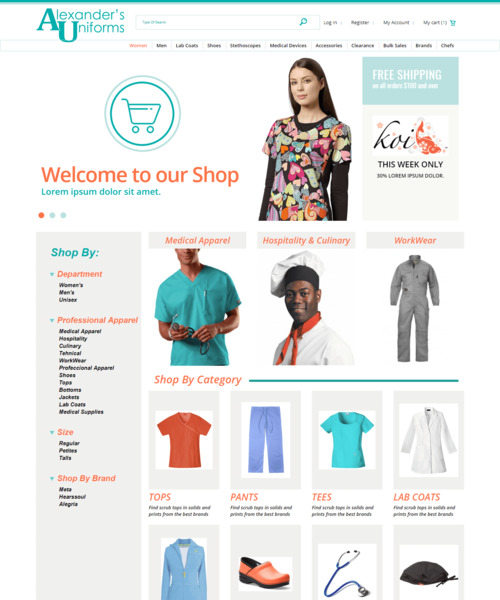 Alexander's
Uniforms
Type Of Search
Log in
Register
My Account
My cart (1)
Women Men Lab Coats Shoes Stethoscopes Medical Devices Accessories Clearance Bulk Sales Brands Chefs
Welcome to our Shop
Lorem ipsum dolor sit amet.
FREE SHIPPING
on all orders $100 and over
koi
THIS WEEK ONLY
30% LOREM IPSUM DOLOR.
Shop By:
Department
Women's
Men's
Unisex
Professional Apparel
Medical Apparel
Hospitality
Culinary
Tehnical
WorkWear
Profeccional Apparel
Shoes
Tops
Bottoms
Jackets
Lab Coats
Medical Supplies
Size
Regular
Petites
Talls
Shop By Brand
Meta
Hearssoul
Alegria
Medical Apparel
Hospitality & Culinary
WorkWear
Shop By Category
TOPS
Find scrub tops in solids and
prints from the best brands
PANTS
Find scrub tops in solids and
prints from the best brands
TEES
Find scrub tops in solids and
prints from the best brands
LAB COATS
Find scrub tops in solids and
prints from the best brands